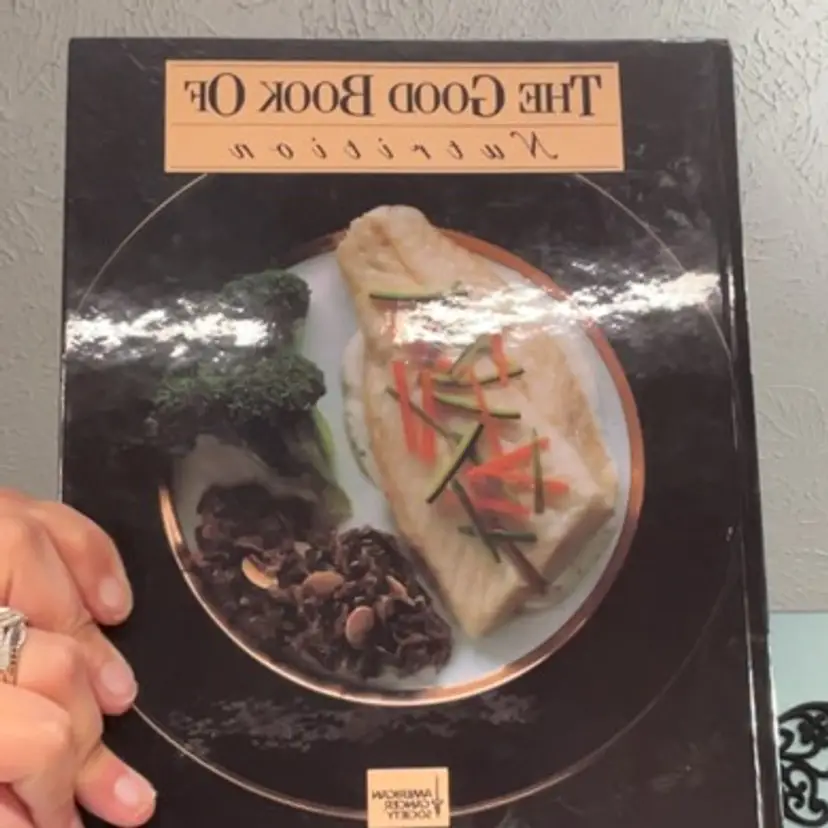 THE GOOD BOOK OF
Nutrition
AMERICAN
CANCER
SOCIETY